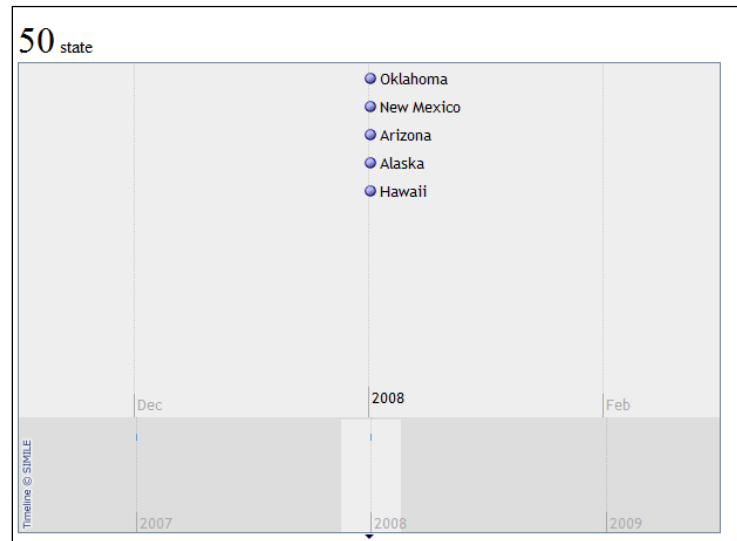 50 state
Oklahoma
New Mexico
Arizona
Alaska
Hawaii
Dec
2008
Feb
Timeline © SIMILE
2007
2008
2009